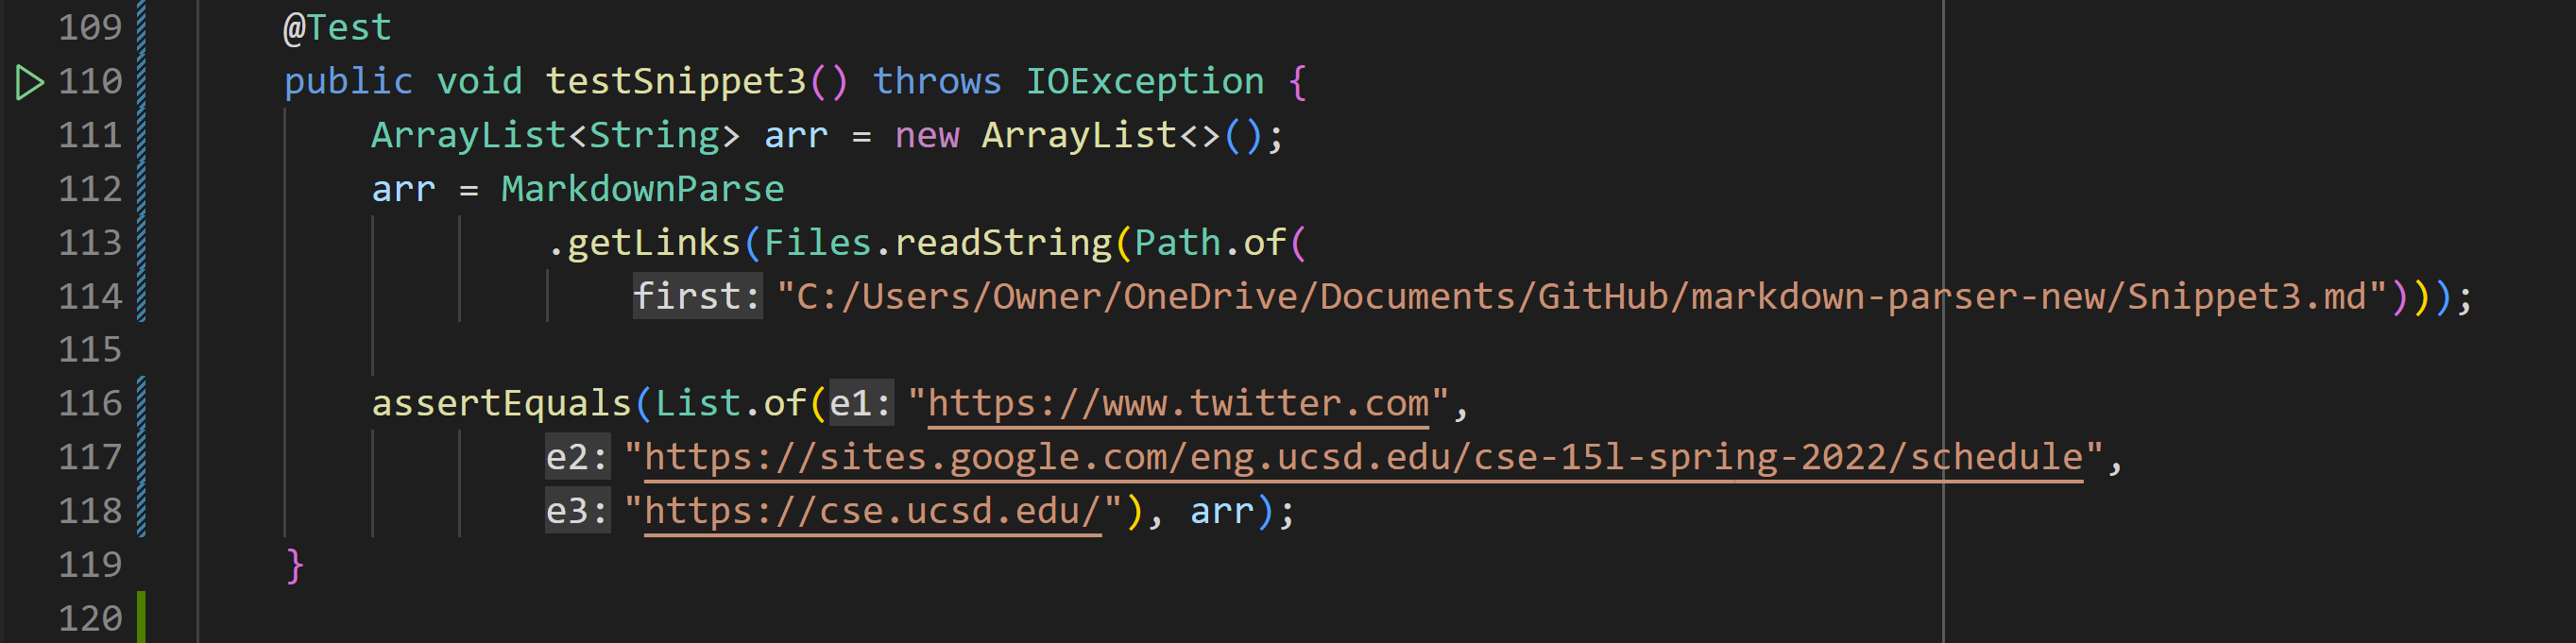 109 @Test
110 public void testSnippet3() throws IOException {
111 ArrayList<String> arr = new ArrayList<>();
112 arr = MarkdownParse
113 .getLinks(Files.readString(Path.of(
114 first: "C:/Users/Owner/OneDrive/Documents/GitHub/markdown-parser-new/Snippet3.md")));
115
116 assertEquals(List.of(e1: "https://www.twitter.com",
117 e2: "https://sites.google.com/eng.ucsd.edu/cse-15l-spring-2022/schedule",
118 e3: "https://cse.ucsd.edu/"), arr);
119 }
120